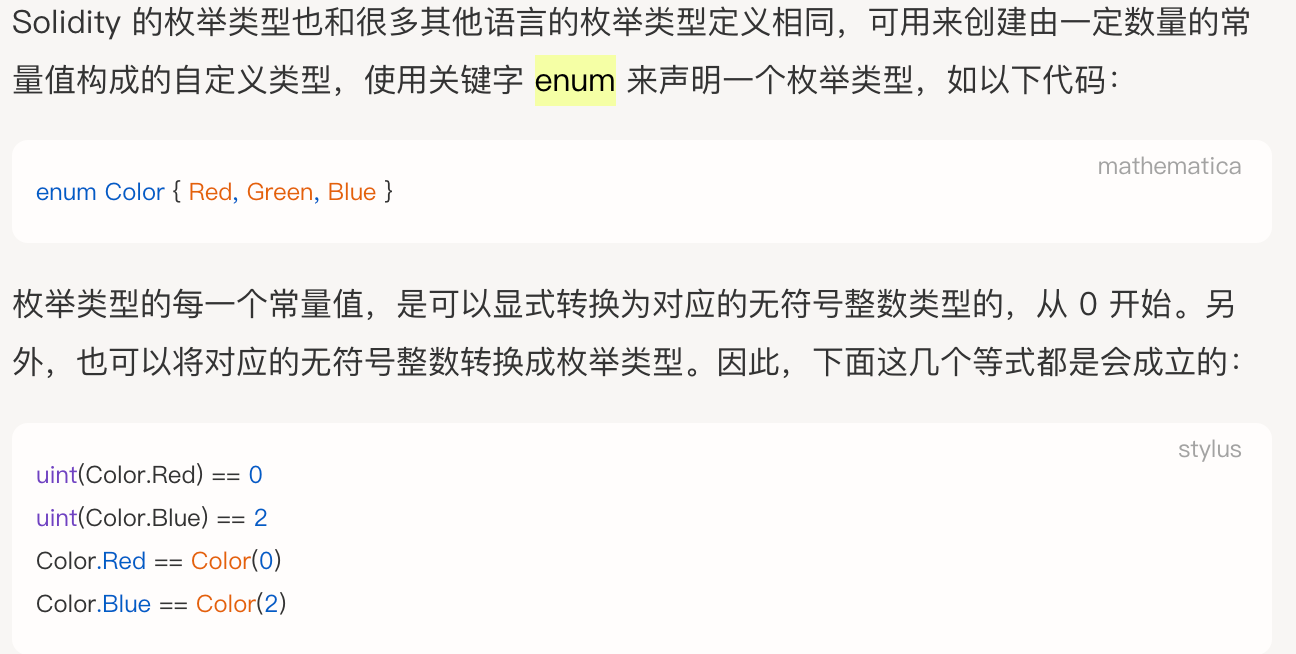 Solidity 的枚举类型也和很多其他语言的枚举类型定义相同，可用来创建由一定数量的常
量值构成的自定义类型，使用关键字 enum 来声明一个枚举类型，如以下代码：
mathematica
enum Color { Red, Green, Blue }
枚举类型的每一个常量值，是可以显式转换为对应的无符号整数类型的，从 0 开始。另
外，也可以将对应的无符号整数转换成枚举类型。因此，下面这几个等式都是会成立的：
stylus
uint(Color.Red) == 0
uint(Color.Blue) == 2
Color.Red == Color(0)
Color.Blue == Color(2)